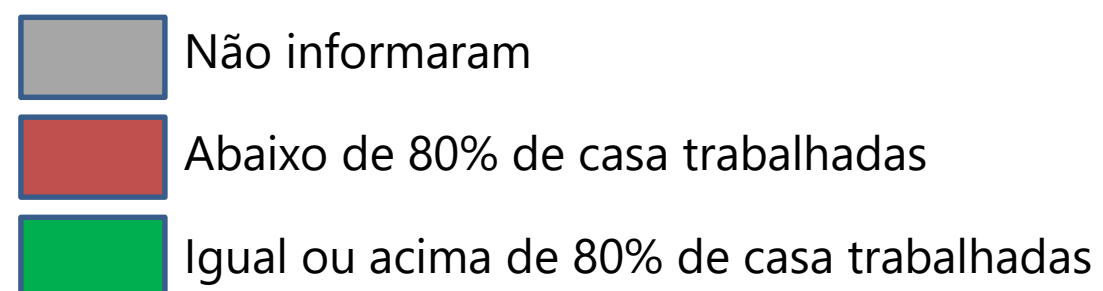 Não informaram
Abaixo de 80% de casa trabalhadas
Igual ou acima de 80% de casa trabalhadas